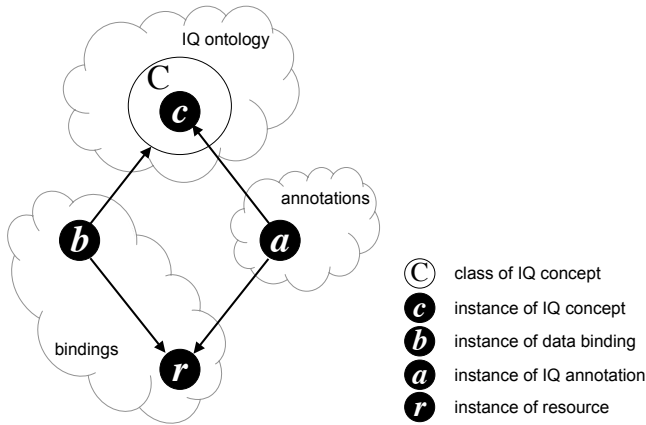 IQ ontology
C
c
annotations
b
a
bindings
r
C class of IQ concept
c instance of IQ concept
b instance of data binding
a instance of IQ annotation
r instance of resource